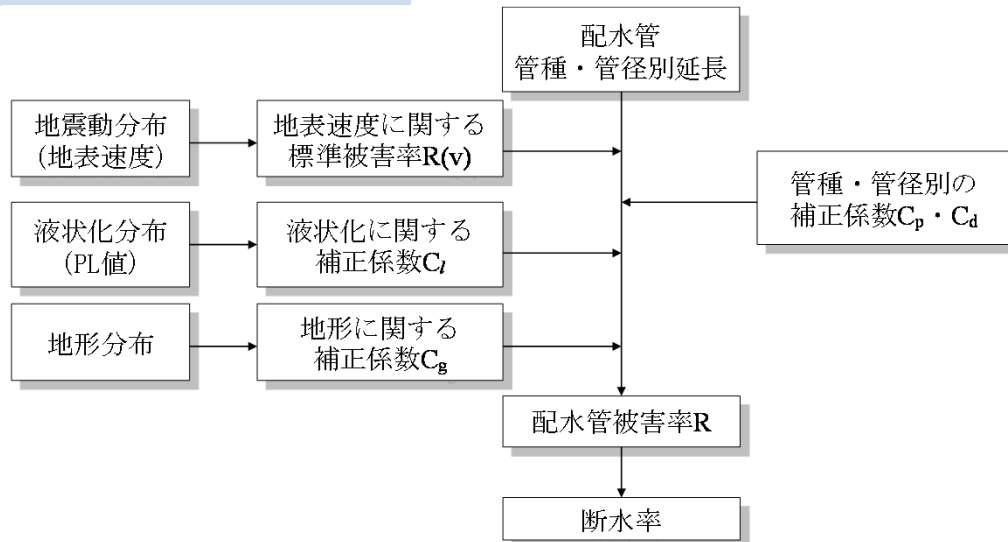 配水管
管種・管径別延長
地震動分布
(地表速度)
地表速度に関する
標準被害率R(v)
管種・管径別の
補正係数Cp・Cd
液状化分布
(PL値)
液状化に関する
補正係数Cl
地形分布
地形に関する
補正係数Cg
配水管被害率R
断水率